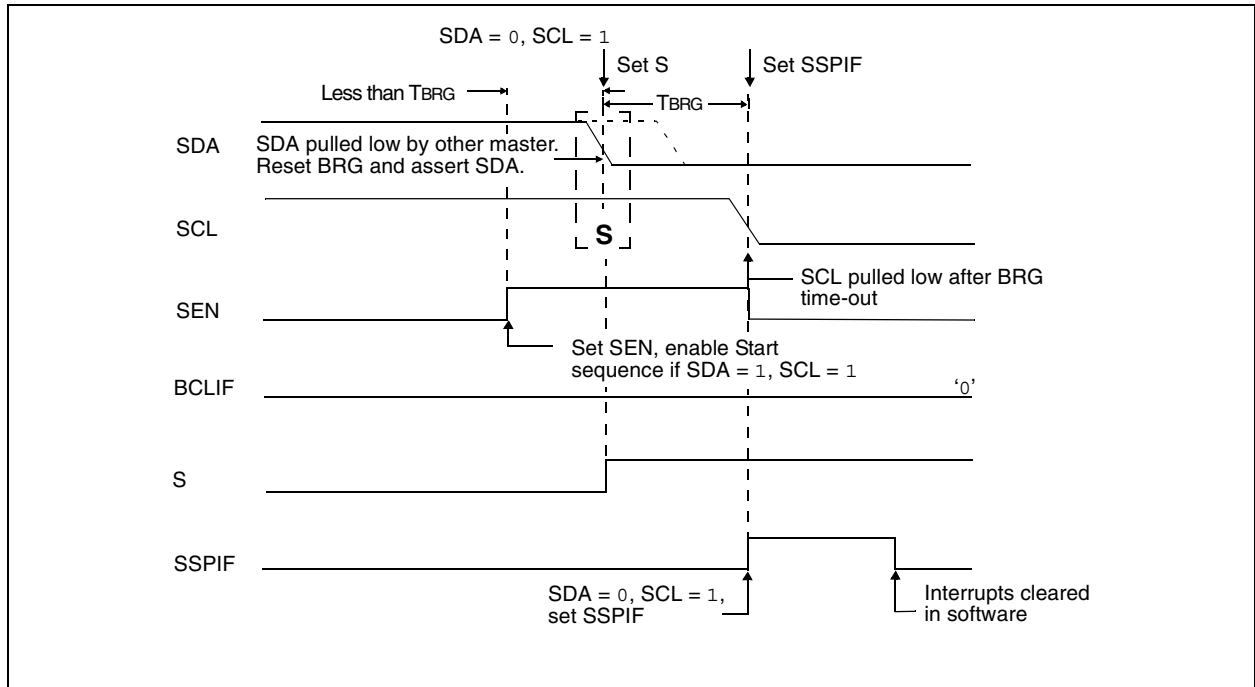 SDA = 0, SCL = 1
Set S
Set SSPIF
Less than TBRG
TBRG
SDA
SDA pulled low by other master.
Reset BRG and assert SDA.
SCL
S
SCL pulled low after BRG
time-out
SEN
Set SEN, enable Start
sequence if SDA = 1, SCL = 1
BCLIF
‘0’
S
SSPIF
SDA = 0, SCL = 1,
set SSPIF
Interrupts cleared
in software